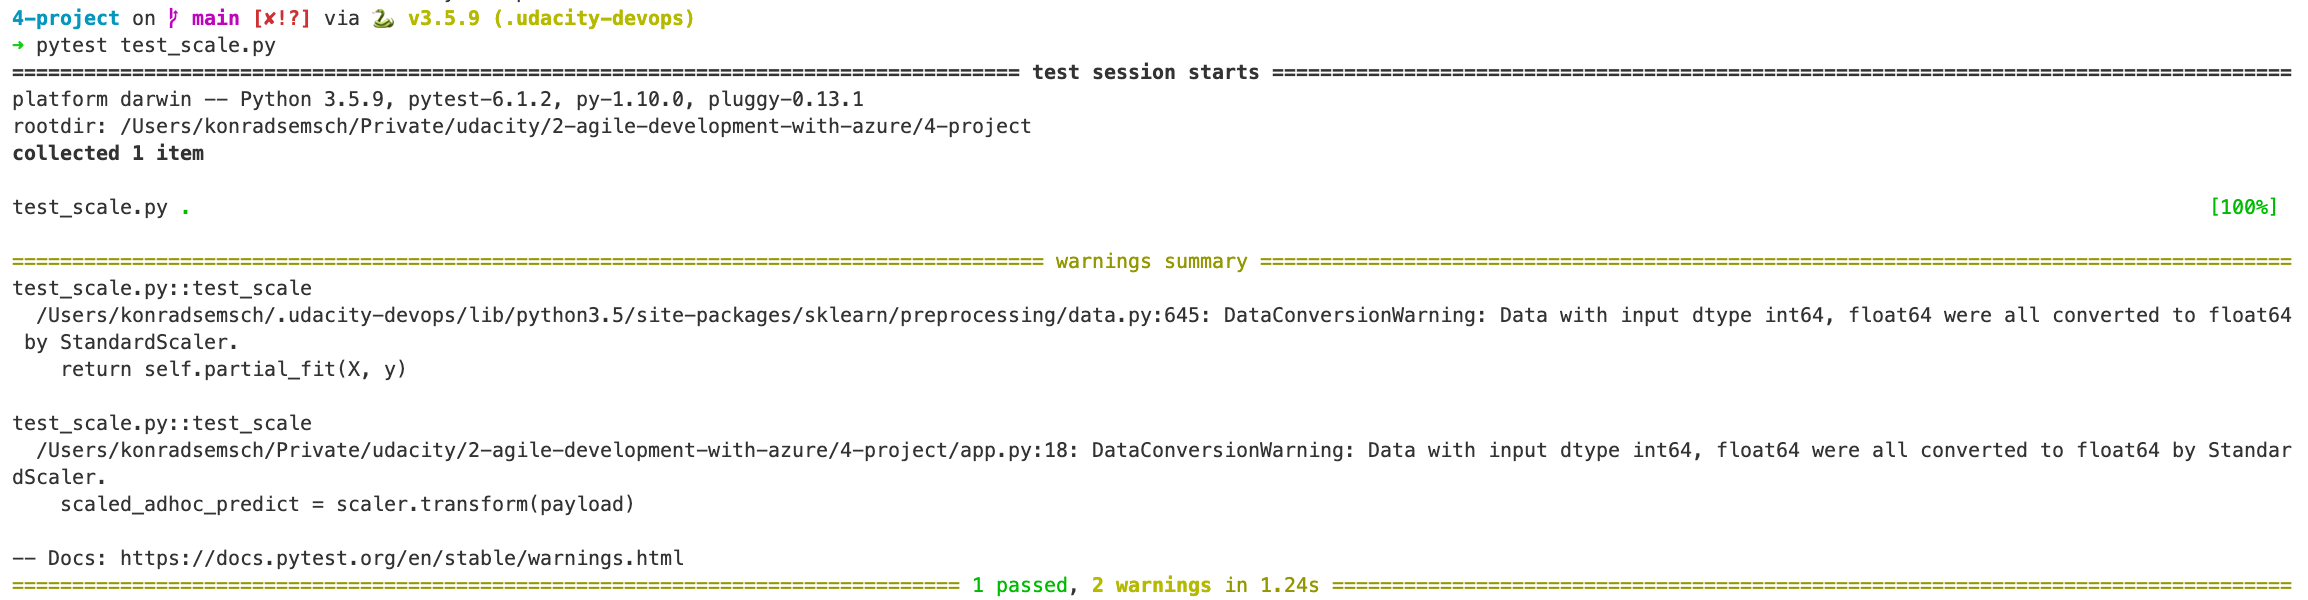 4-project on main [✘!?] via 🐍 v3.5.9 (.udacity-devops)
➜ pytest test_scale.py
==================================================================================== test session starts =====================================================================================
platform darwin -- Python 3.5.9, pytest-6.1.2, py-1.10.0, pluggy-0.13.1
rootdir: /Users/konradsemsch/Private/udacity/2-agile-development-with-azure/4-project
collected 1 item
test_scale.py . [100%]
====================================================================================== warnings summary ======================================================================================
test_scale.py::test_scale
/Users/konradsemsch/.udacity-devops/lib/python3.5/site-packages/sklearn/preprocessing/data.py:645: DataConversionWarning: Data with input dtype int64, float64 were all converted to float64
by StandardScaler.
return self.partial_fit(X, y)
test_scale.py::test_scale
/Users/konradsemsch/Private/udacity/2-agile-development-with-azure/4-project/app.py:18: DataConversionWarning: Data with input dtype int64, float64 were all converted to float64 by Standar
dScaler.
scaled_adhoc_predict = scaler.transform(payload)
-- Docs: https://docs.pytest.org/en/stable/warnings.html
=============================================================================== 1 passed, 2 warnings in 1.24s ================================================================================